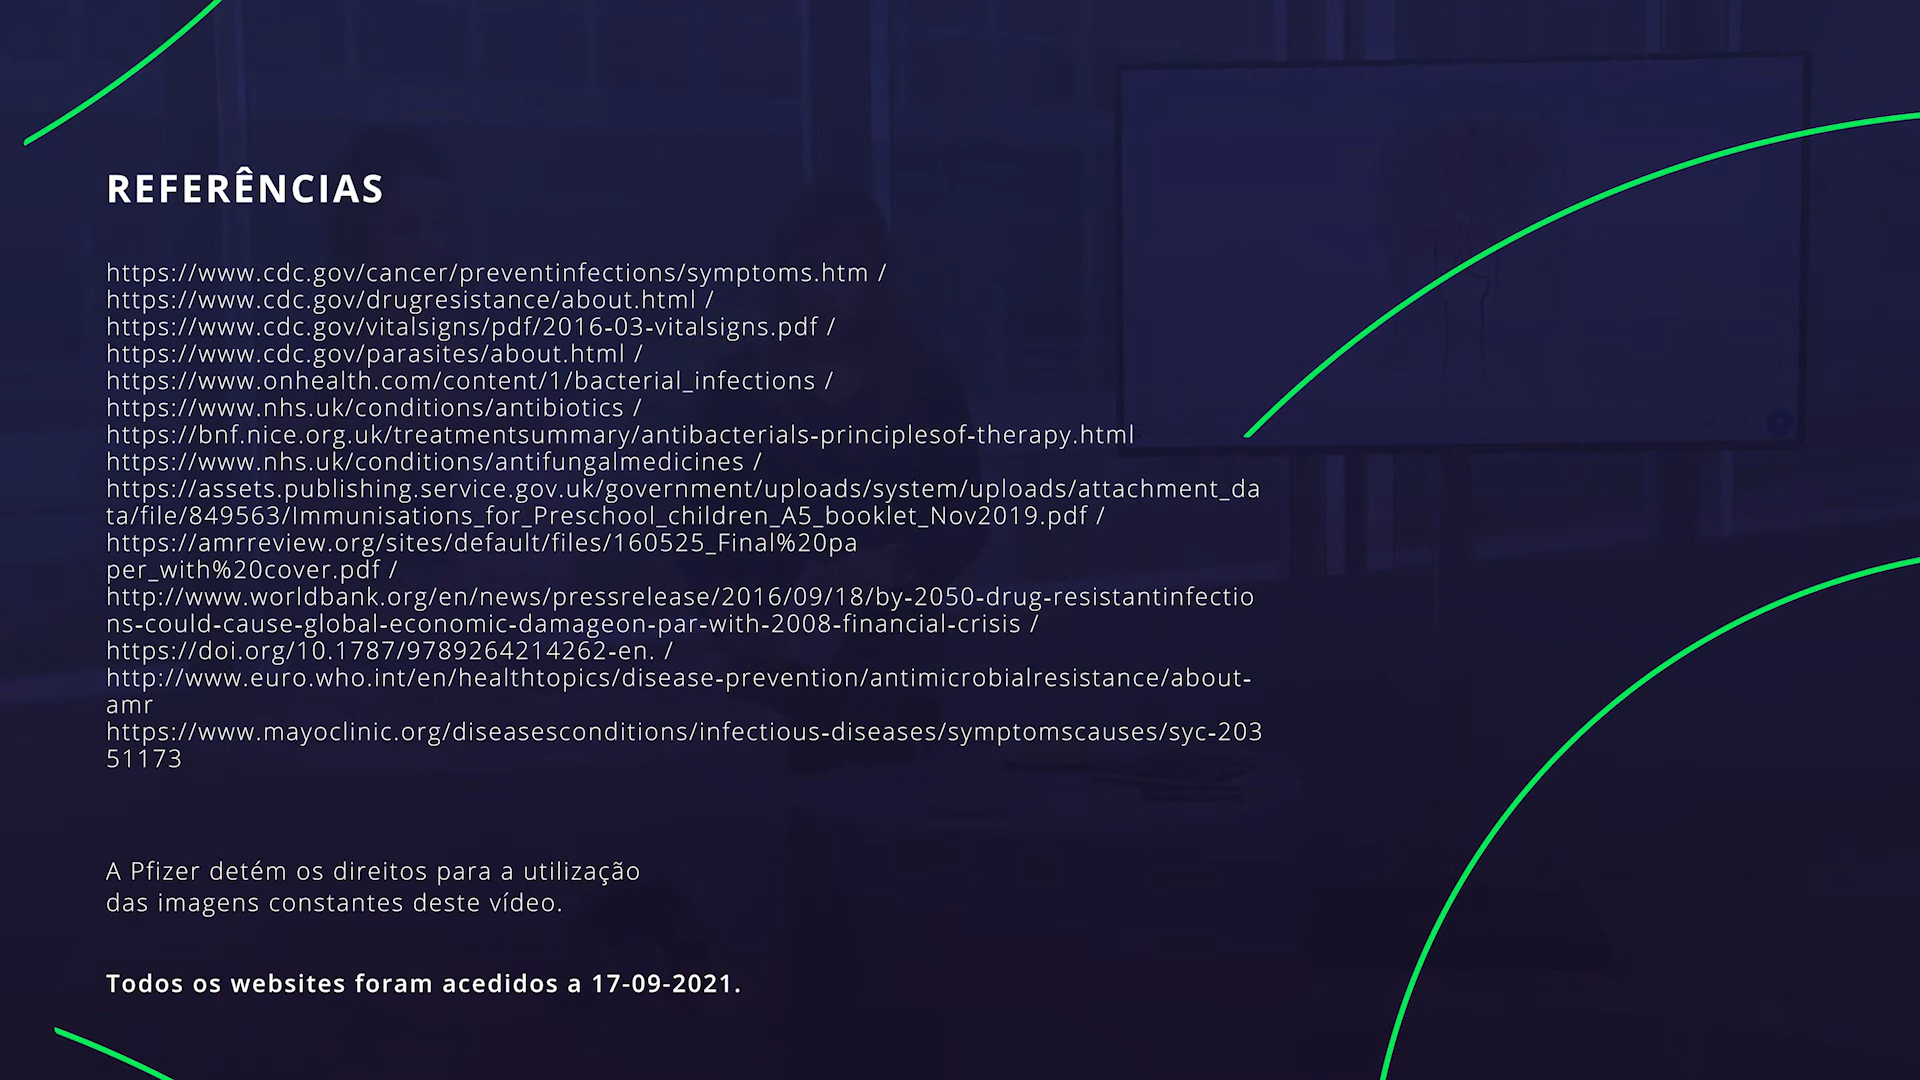 REFERÊNCIAS
https://www.cdc.gov/cancer/preventinfections/symptoms.htm /
https://www.cdc.gov/drugresistance/about.html /
https://www.cdc.gov/vitalsigns/pdf/2016-03-vitalsigns.pdf /
https://www.cdc.gov/parasites/about.html /
https://www.onhealth.com/content/1/bacterial_infections /
https://www.nhs.uk/conditions/antibiotics /
https://bnf.nice.org.uk/treatmentsummary/antibacterials-principlesof-therapy.html
https://www.nhs.uk/conditions/antifungalmedicines /
https://assets.publishing.service.gov.uk/government/uploads/system/uploads/attachment_da
ta/file/849563/Immunisations_for_Preschool_children_A5_booklet_Nov2019.pdf /
https://amrreview.org/sites/default/files/160525_Final%20pa
per_with%20cover.pdf /
http://www.worldbank.org/en/news/pressrelease/2016/09/18/by-2050-drug-resistantinfectio
ns-could-cause-global-economic-damageon-par-with-2008-financial-crisis /
https://doi.org/10.1787/9789264214262-en. /
http://www.euro.who.int/en/healthtopics/disease-prevention/antimicrobialresistance/about-
amr
https://www.mayoclinic.org/diseasesconditions/infectious-diseases/symptomscauses/syc-203
51173
A Pfizer detém os direitos para a utilização
das imagens constantes deste vídeo.
Todos os websites foram acedidos a 17-09-2021.